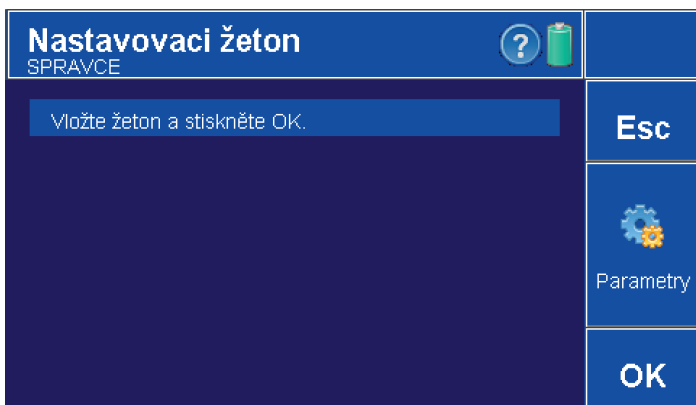 Nastavovaci žeton
SPRAVCE
?
Vložte žeton a stiskněte OK.
Esc
Parametry
OK